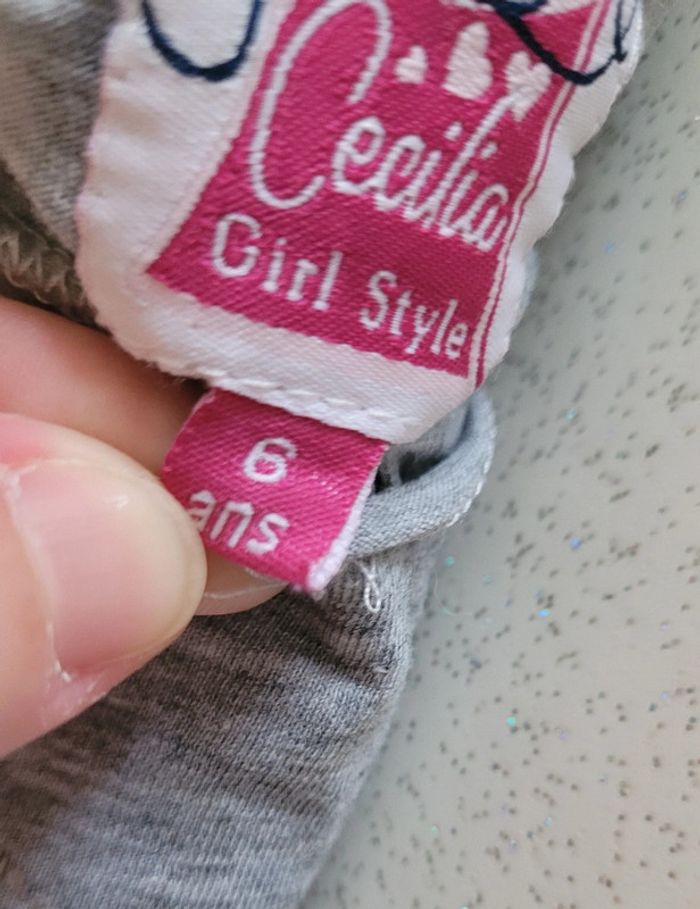 Cecilia
Girl Style
6
ans